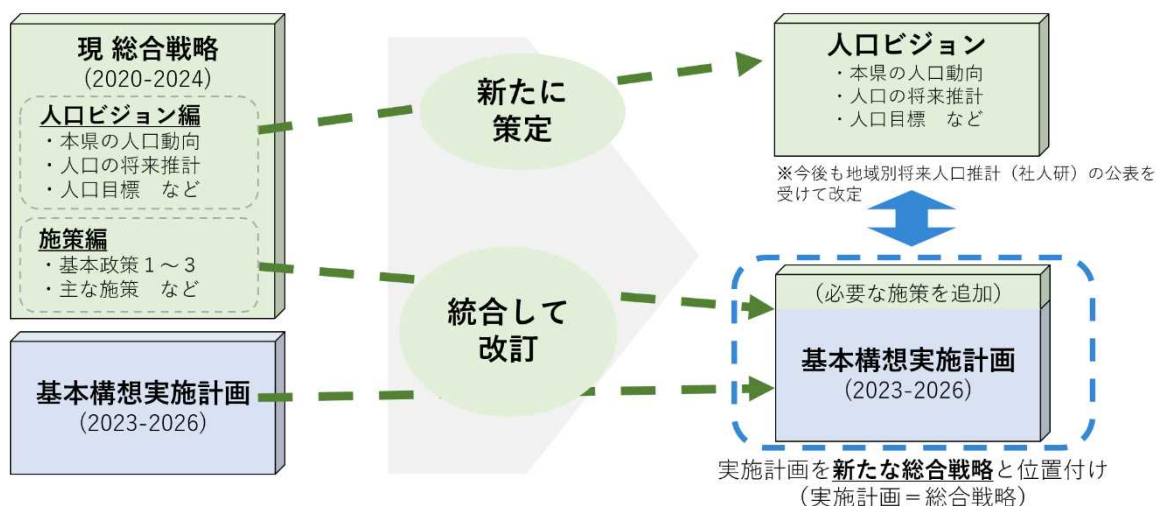 現 総合戦略
(2020-2024)
人口ビジョン編
・本県の人口動向
・人口の将来推計
・人口目標 など
施策編
・基本政策1～3
・主な施策 など
基本構想実施計画
(2023-2026)
新たに
策定
統合して
改訂
人口ビジョン
・本県の人口動向
・人口の将来推計
・人口目標 など
※今後も地域別将来人口推計（社人研）の公表を
受けて改定
(必要な施策を追加)
基本構想実施計画
(2023-2026)
実施計画を新たな総合戦略と位置付け
（実施計画＝総合戦略）